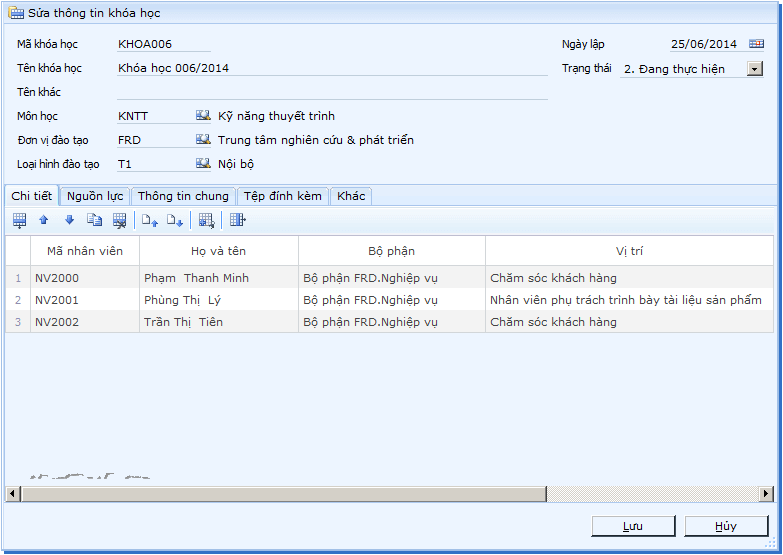 Sửa thông tin khóa học
Mã khóa học KHOA006 Ngày lập 25/06/2014
Tên khóa học Khóa học 006/2014 Trạng thái 2. Đang thực hiện
Tên khác
Môn học KNTT Kỹ năng thuyết trình
Đơn vị đào tạo FRD Trung tâm nghiên cứu & phát triển
Loại hình đào tạo T1 Nội bộ
Chi tiết Nguồn lực Thông tin chung Tệp đính kèm Khác
Mã nhân viên Họ và tên Bộ phận Vị trí
1 NV2000 Phạm Thanh Minh Bộ phận FRD.Nghiệp vụ Chăm sóc khách hàng
2 NV2001 Phùng Thị Lý Bộ phận FRD.Nghiệp vụ Nhân viên phụ trách trình bày tài liệu sản phẩm
3 NV2002 Trần Thị Tiên Bộ phận FRD.Nghiệp vụ Chăm sóc khách hàng
Lưu Hủy